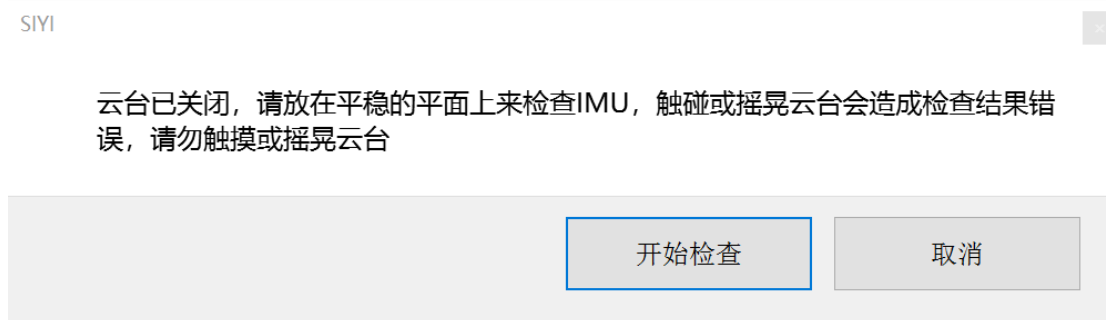 SIYI
云台已关闭，请放在平稳的平面上来检查IMU，触碰或摇晃云台会造成检查结果错
误，请勿触摸或摇晃云台
开始检查
取消